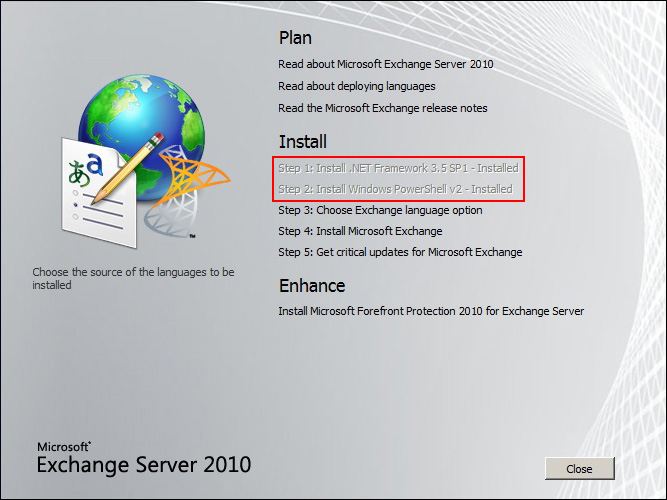 Plan
Read about Microsoft Exchange Server 2010
Read about deploying languages
Read the Microsoft Exchange release notes
Install
Step 1: Install .NET Framework 3.5 SP1 - Installed
Step 2: Install Windows PowerShell v2 - Installed
Step 3: Choose Exchange language option
Step 4: Install Microsoft Exchange
Step 5: Get critical updates for Microsoft Exchange
Enhance
Install Microsoft Forefront Protection 2010 for Exchange Server
あ a
™
Choose the source of the languages to be
installed
Microsoft®
Exchange Server 2010
Close